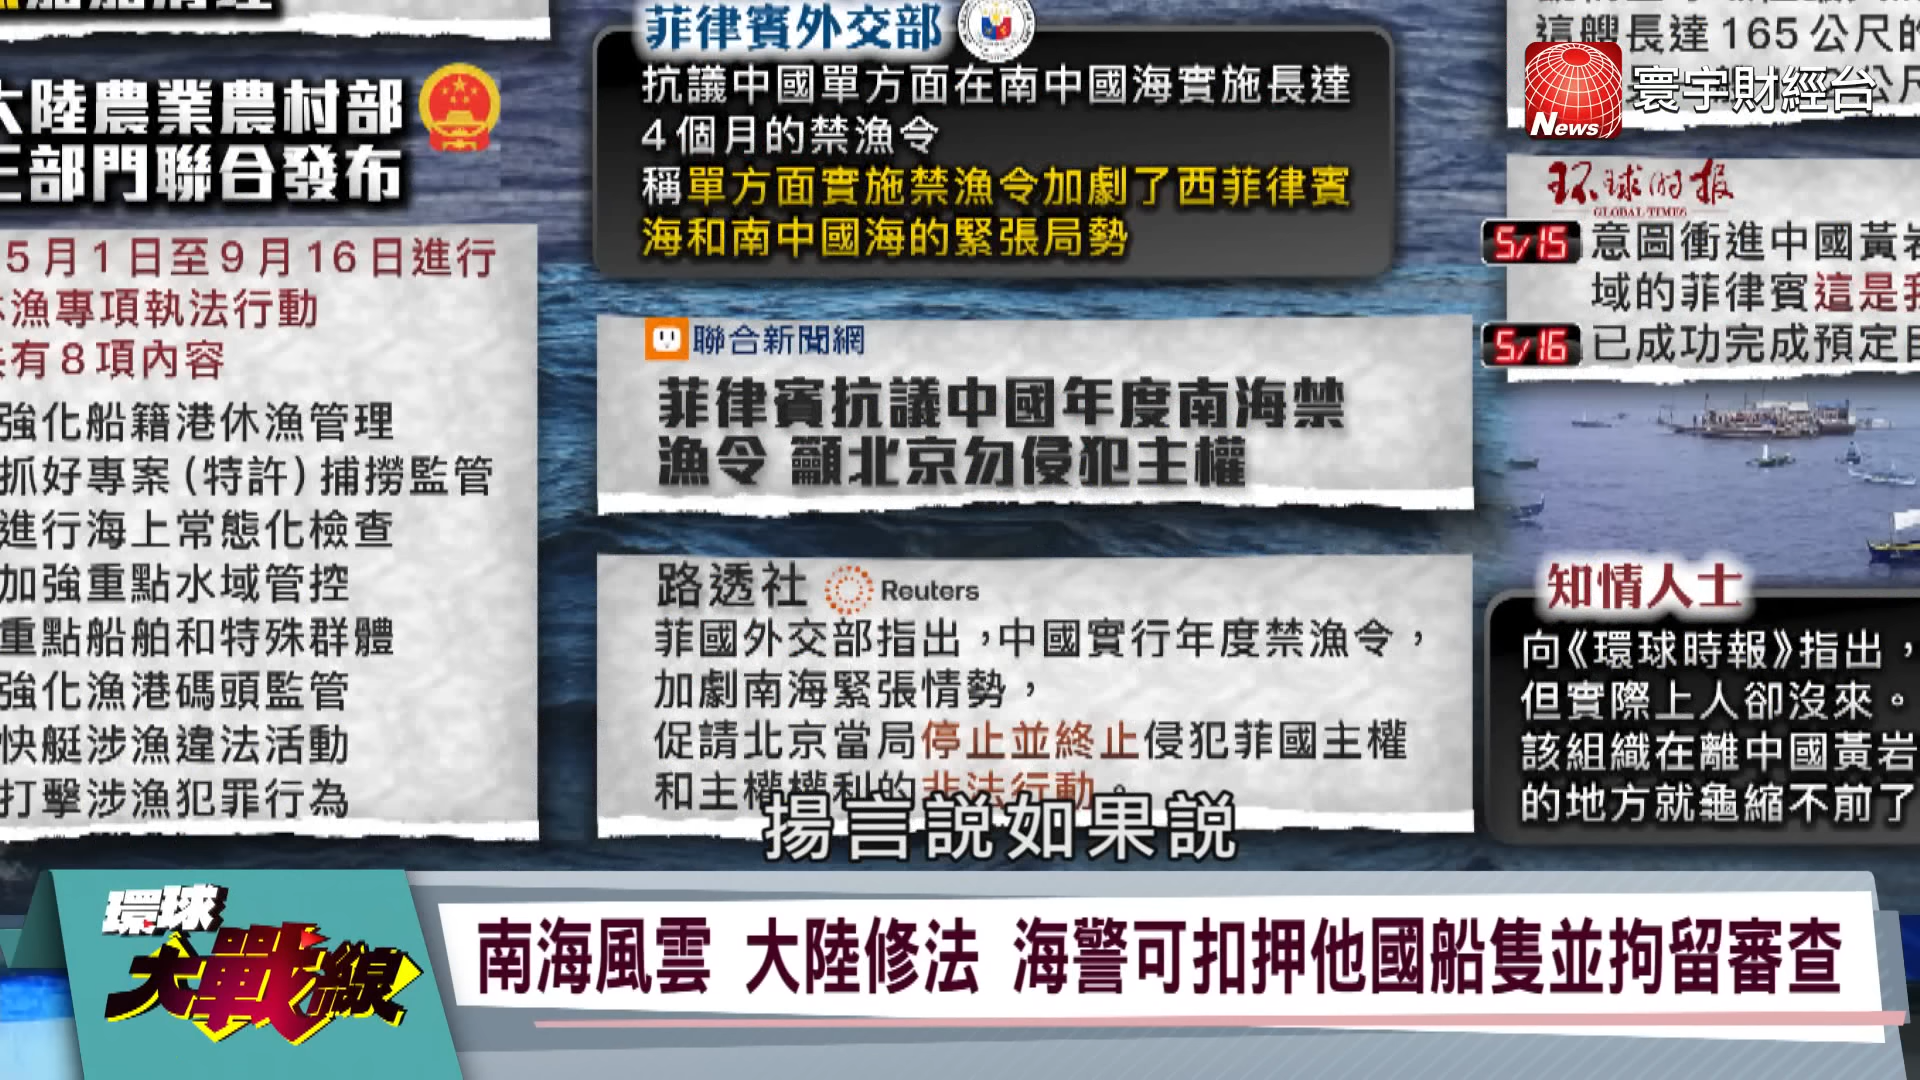 大陸農業農村部
三部門聯合發布
5月1日至9月16日進行
休漁專項執法行動
共有8項內容
強化船籍港休漁管理
抓好專案(特許)捕撈監管
進行海上常態化檢查
加強重點水域管控
重點船舶和特殊群體
強化漁港碼頭監管
快艇涉漁違法活動
打擊涉漁犯罪行為
菲律賓外交部
抗議中國單方面在南中國海實施長達
4個月的禁漁令
稱單方面實施禁漁令加劇了西菲律賓
海和南中國海的緊張局勢
聯合新聞網
菲律賓抗議中國年度南海禁
漁令 籲北京勿侵犯主權
路透社 Reuters
菲國外交部指出,中國實行年度禁漁令,
加劇南海緊張情勢,
促請北京當局停止並終止侵犯菲國主權
和主權權利的非法行動。
這艘長達165公尺的
News 寰宇財經台
环球时报
GLOBAL TIMES
5/15 意圖衝進中國黃岩
域的菲律賓這是我
5/16 已成功完成預定目
知情人士
向《環球時報》指出,
但實際上人卻沒來。
該組織在離中國黃岩
的地方就龜縮不前了
揚言說如果說
環球
大戰線
南海風雲 大陸修法 海警可扣押他國船隻並拘留審查